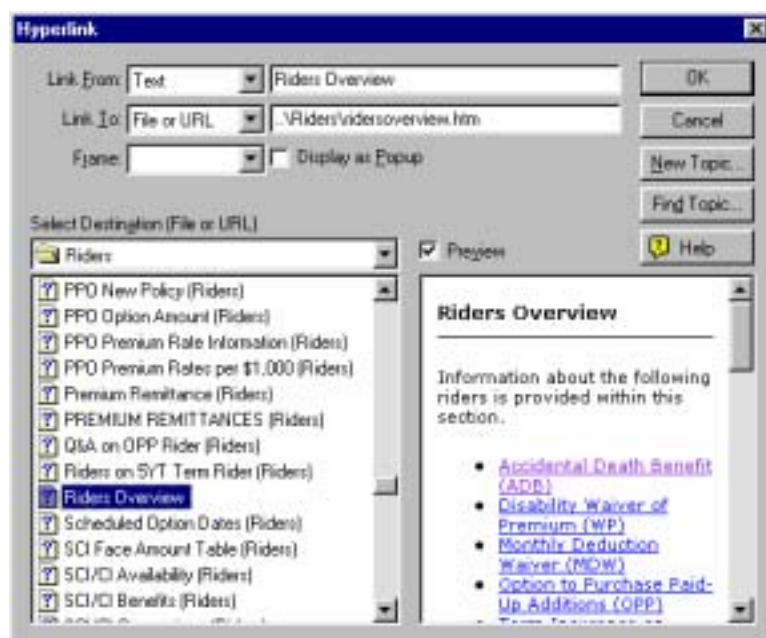 Hyperlink
Link From: Text Riders Overview
OK
Link To: File or URL ..\Riders\ridersoverview.htm
Cancel
Frame: Display as Popup
New Topic...
Find Topic...
Select Destination (File or URL)
Riders
Preview
Help
PPO New Policy (Riders)
PPO Option Amount (Riders)
PPO Premium Rate Information (Riders)
PPO Premium Rates per $1,000 (Riders)
Premium Remittance (Riders)
PREMIUM REMITTANCES (Riders)
Q&A on OPP Rider (Riders)
Riders on 5YT Term Rider (Riders)
Riders Overview
Scheduled Option Dates (Riders)
SCI Face Amount Table (Riders)
SCI/CI Availability (Riders)
SCI/CI Benefits (Riders)
Riders Overview
Information about the following
riders is provided within this
section.
Accidental Death Benefit
(ADB)
Disability Waiver of
Premium (WP)
Monthly Deduction
Waiver (MDW)
Option to Purchase Paid-
Up Additions (OPP)